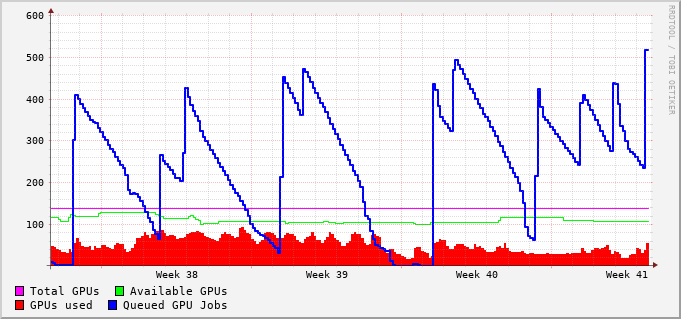 RRDTOOL / TOBI OETIKER
600
500
400
300
200
100
Week 38 Week 39 Week 40 Week 41
Total GPUs Available GPUs
GPUs used Queued GPU Jobs